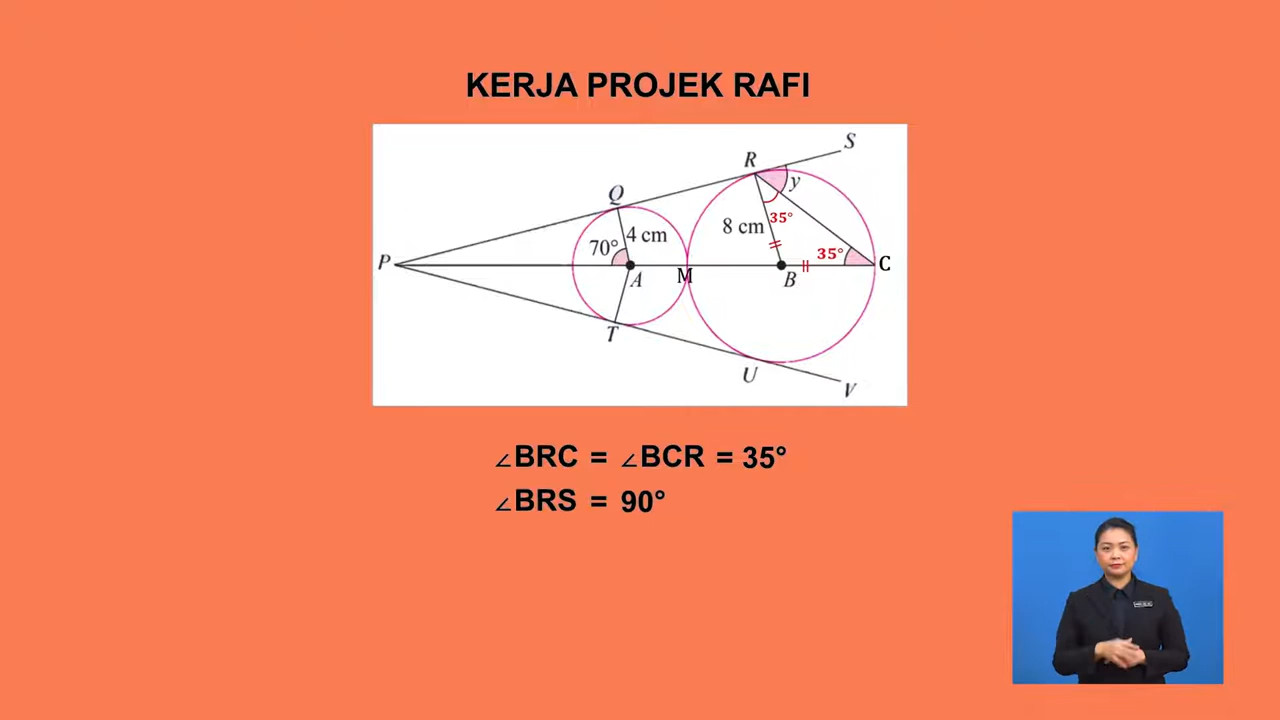 KERJA PROJEK RAFI
S
R
y
Q
35°
8 cm
4 cm
70°
35°
P
C
A
M
B
T
U
V
∠BRC = ∠BCR = 35°
∠BRS = 90°